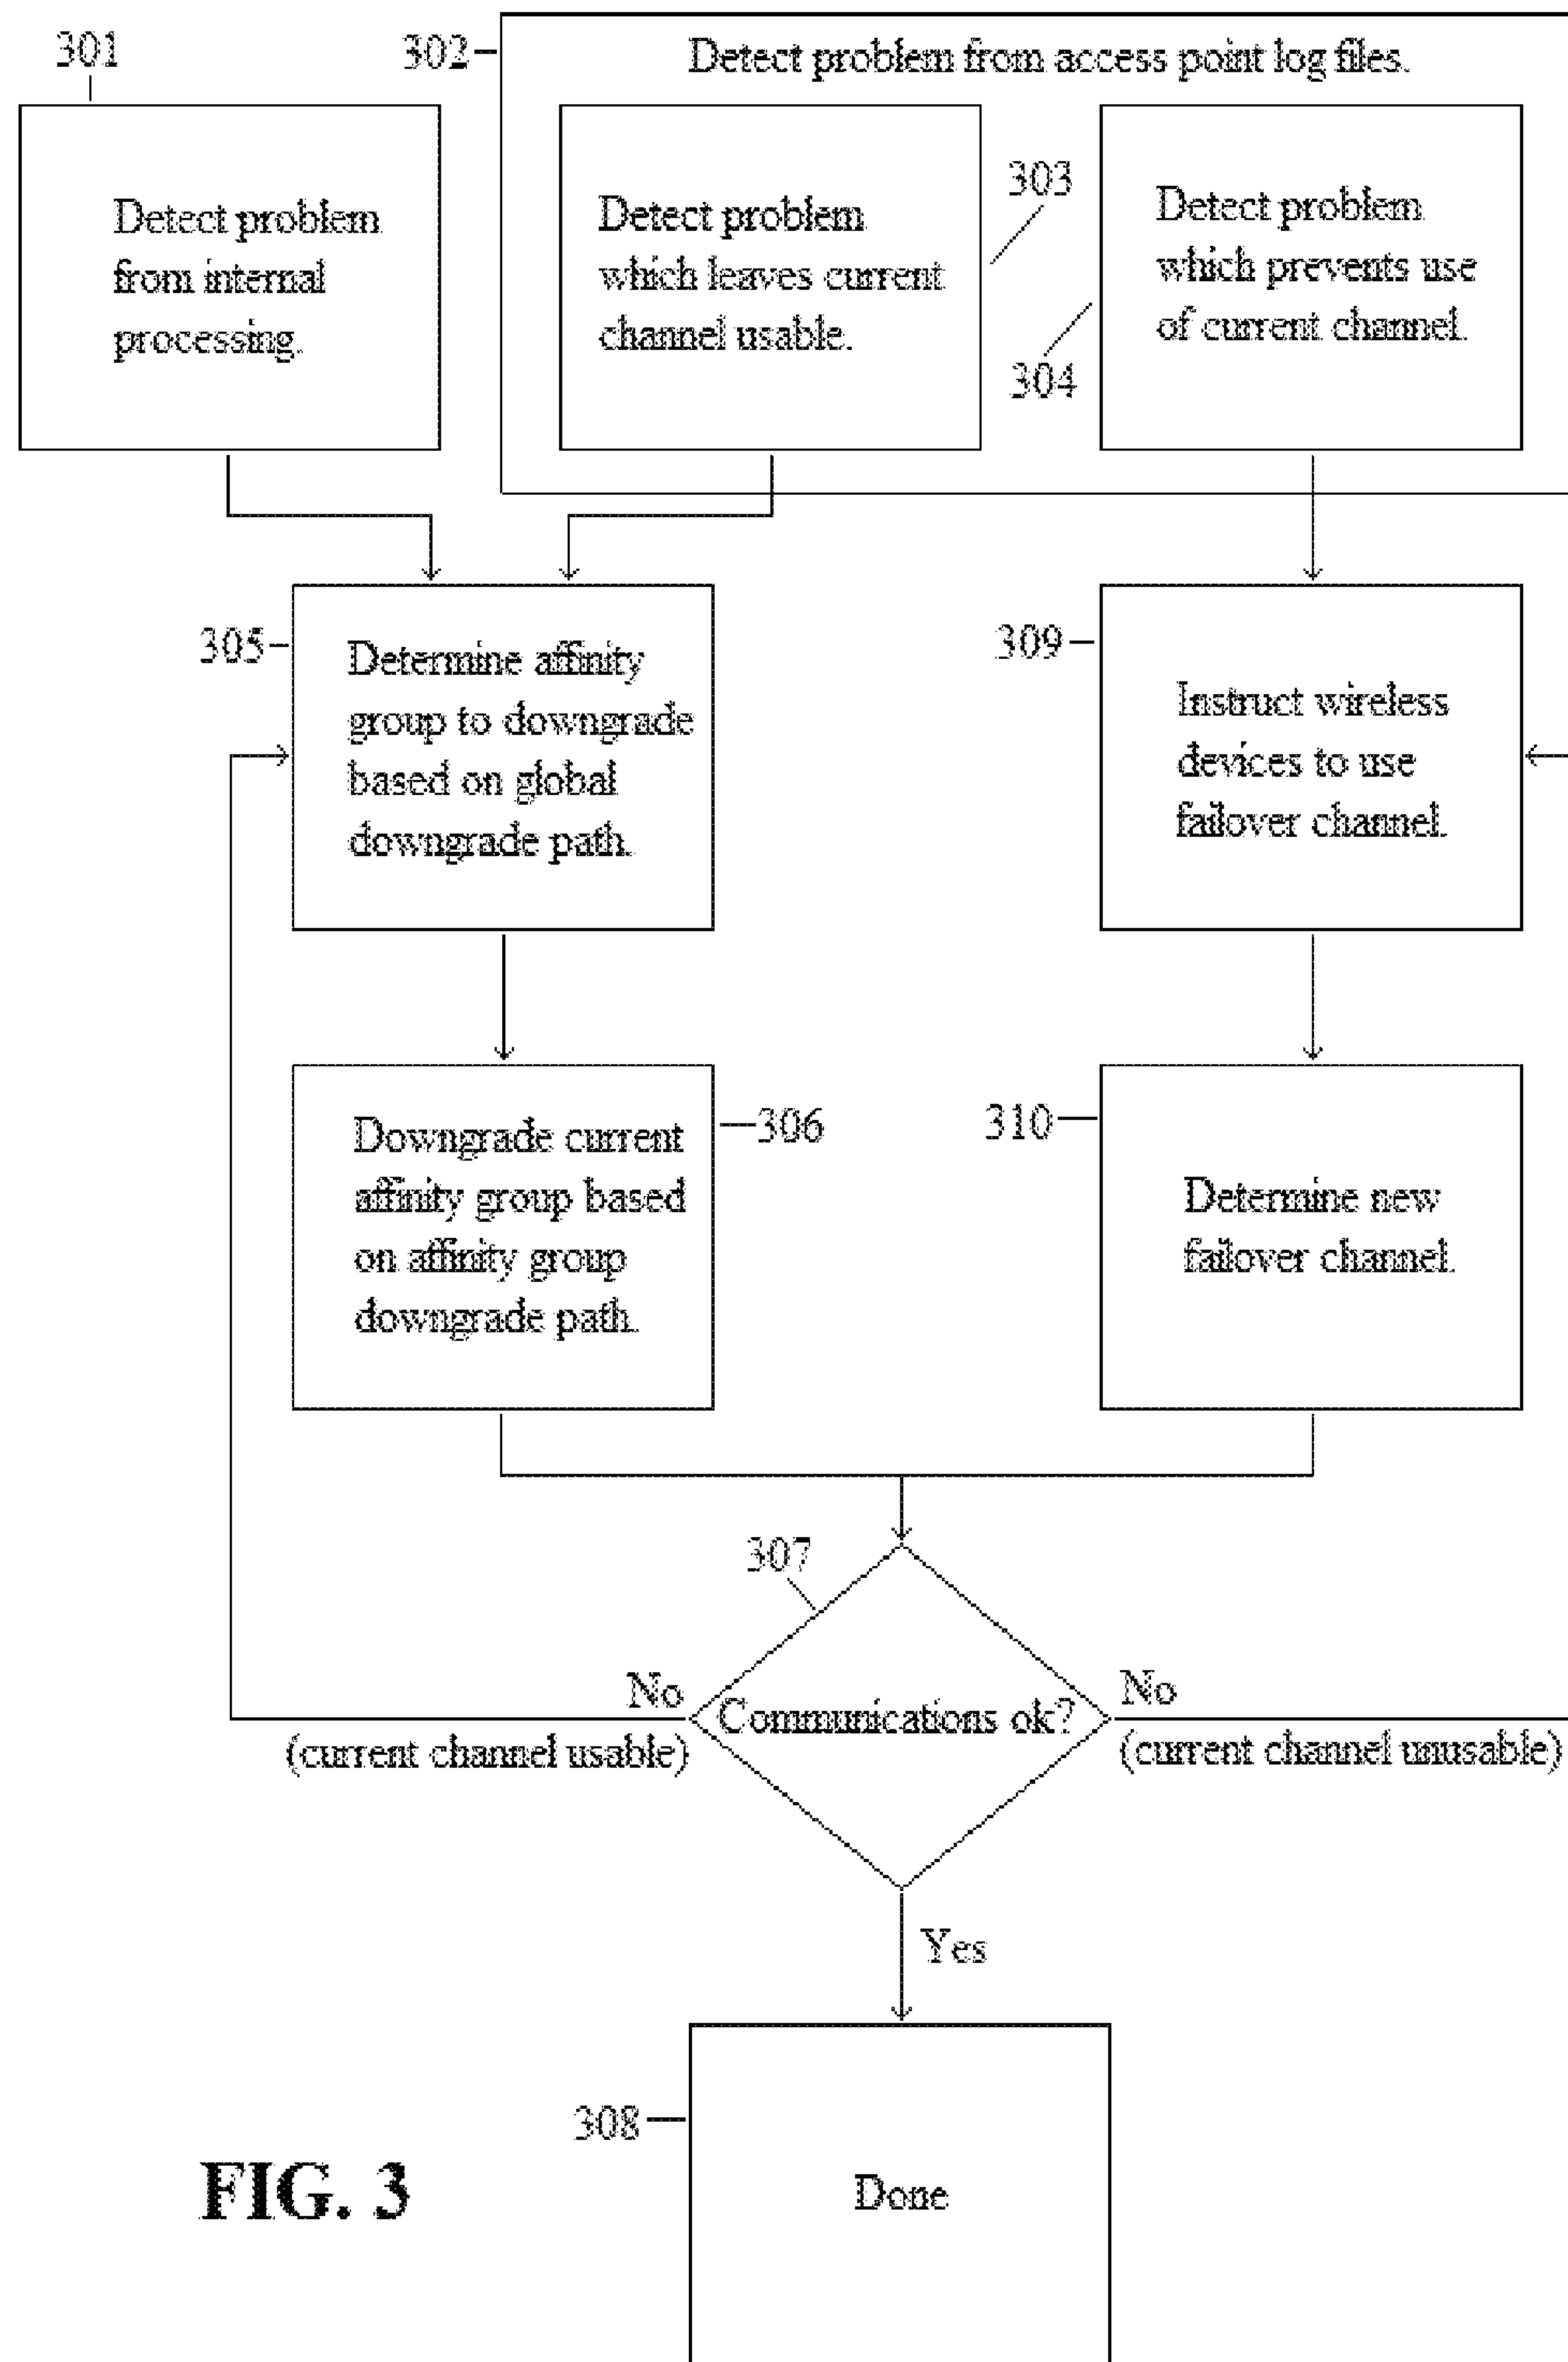 301
302
Detect problem from access point log files.
Detect problem
from internal
processing.
Detect problem
which leaves current
channel usable.
303
304
Detect problem
which prevents use
of current channel.
305
Determine affinity
group to downgrade
based on global
downgrade path.
309
Instruct wireless
devices to use
failover channel.
Downgrade current
affinity group based
on affinity group
downgrade path.
306
310
Determine new
failover channel.
307
Communications ok?
No
(current channel usable)
No
(current channel unusable)
Yes
308
Done
FIG. 3